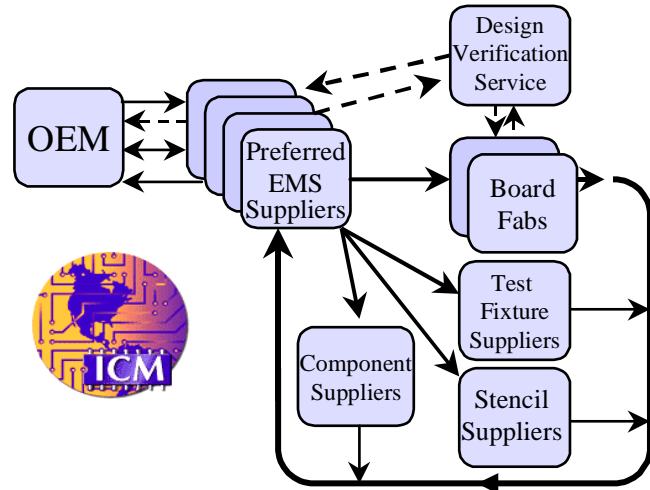 Design
Verification
Service
OEM
Preferred
EMS
Suppliers
Board
Fabs
Test
Fixture
Suppliers
Component
Suppliers
Stencil
Suppliers
ICM